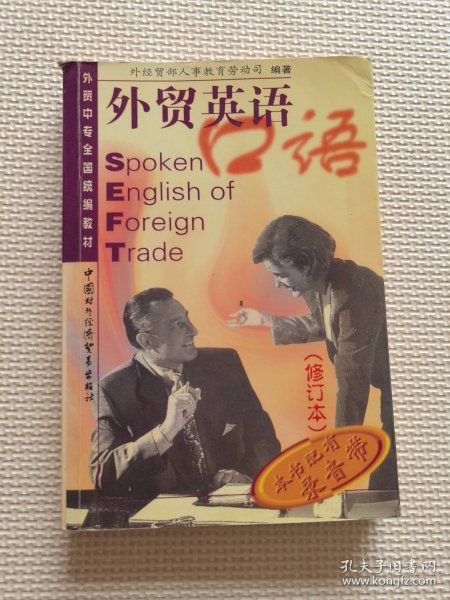 外经贸部人事教育劳动司 编著
外贸英语
口语
Spoken
English of
Foreign
Trade
外贸中专全国统编教材
中国对外经济贸易出版社
(修订本)
本书配有
录音带
孔夫子旧书网
www.kongfz.com